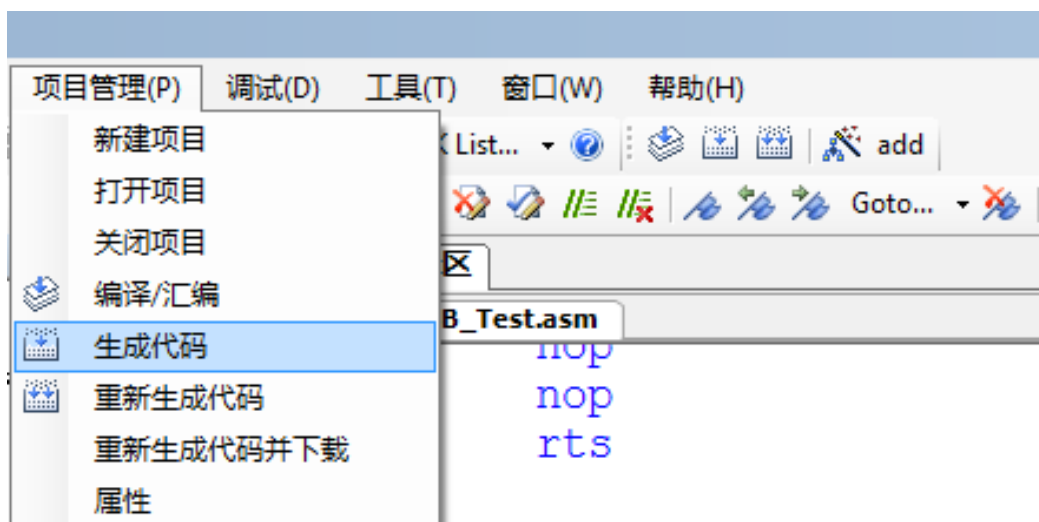 项目管理(P) 调试(D) 工具(T) 窗口(W) 帮助(H)
新建项目
List... add
打开项目
Goto...
关闭项目
编译/汇编
B_Test.asm
生成代码
nop
重新生成代码
nop
重新生成代码并下载
rts
属性